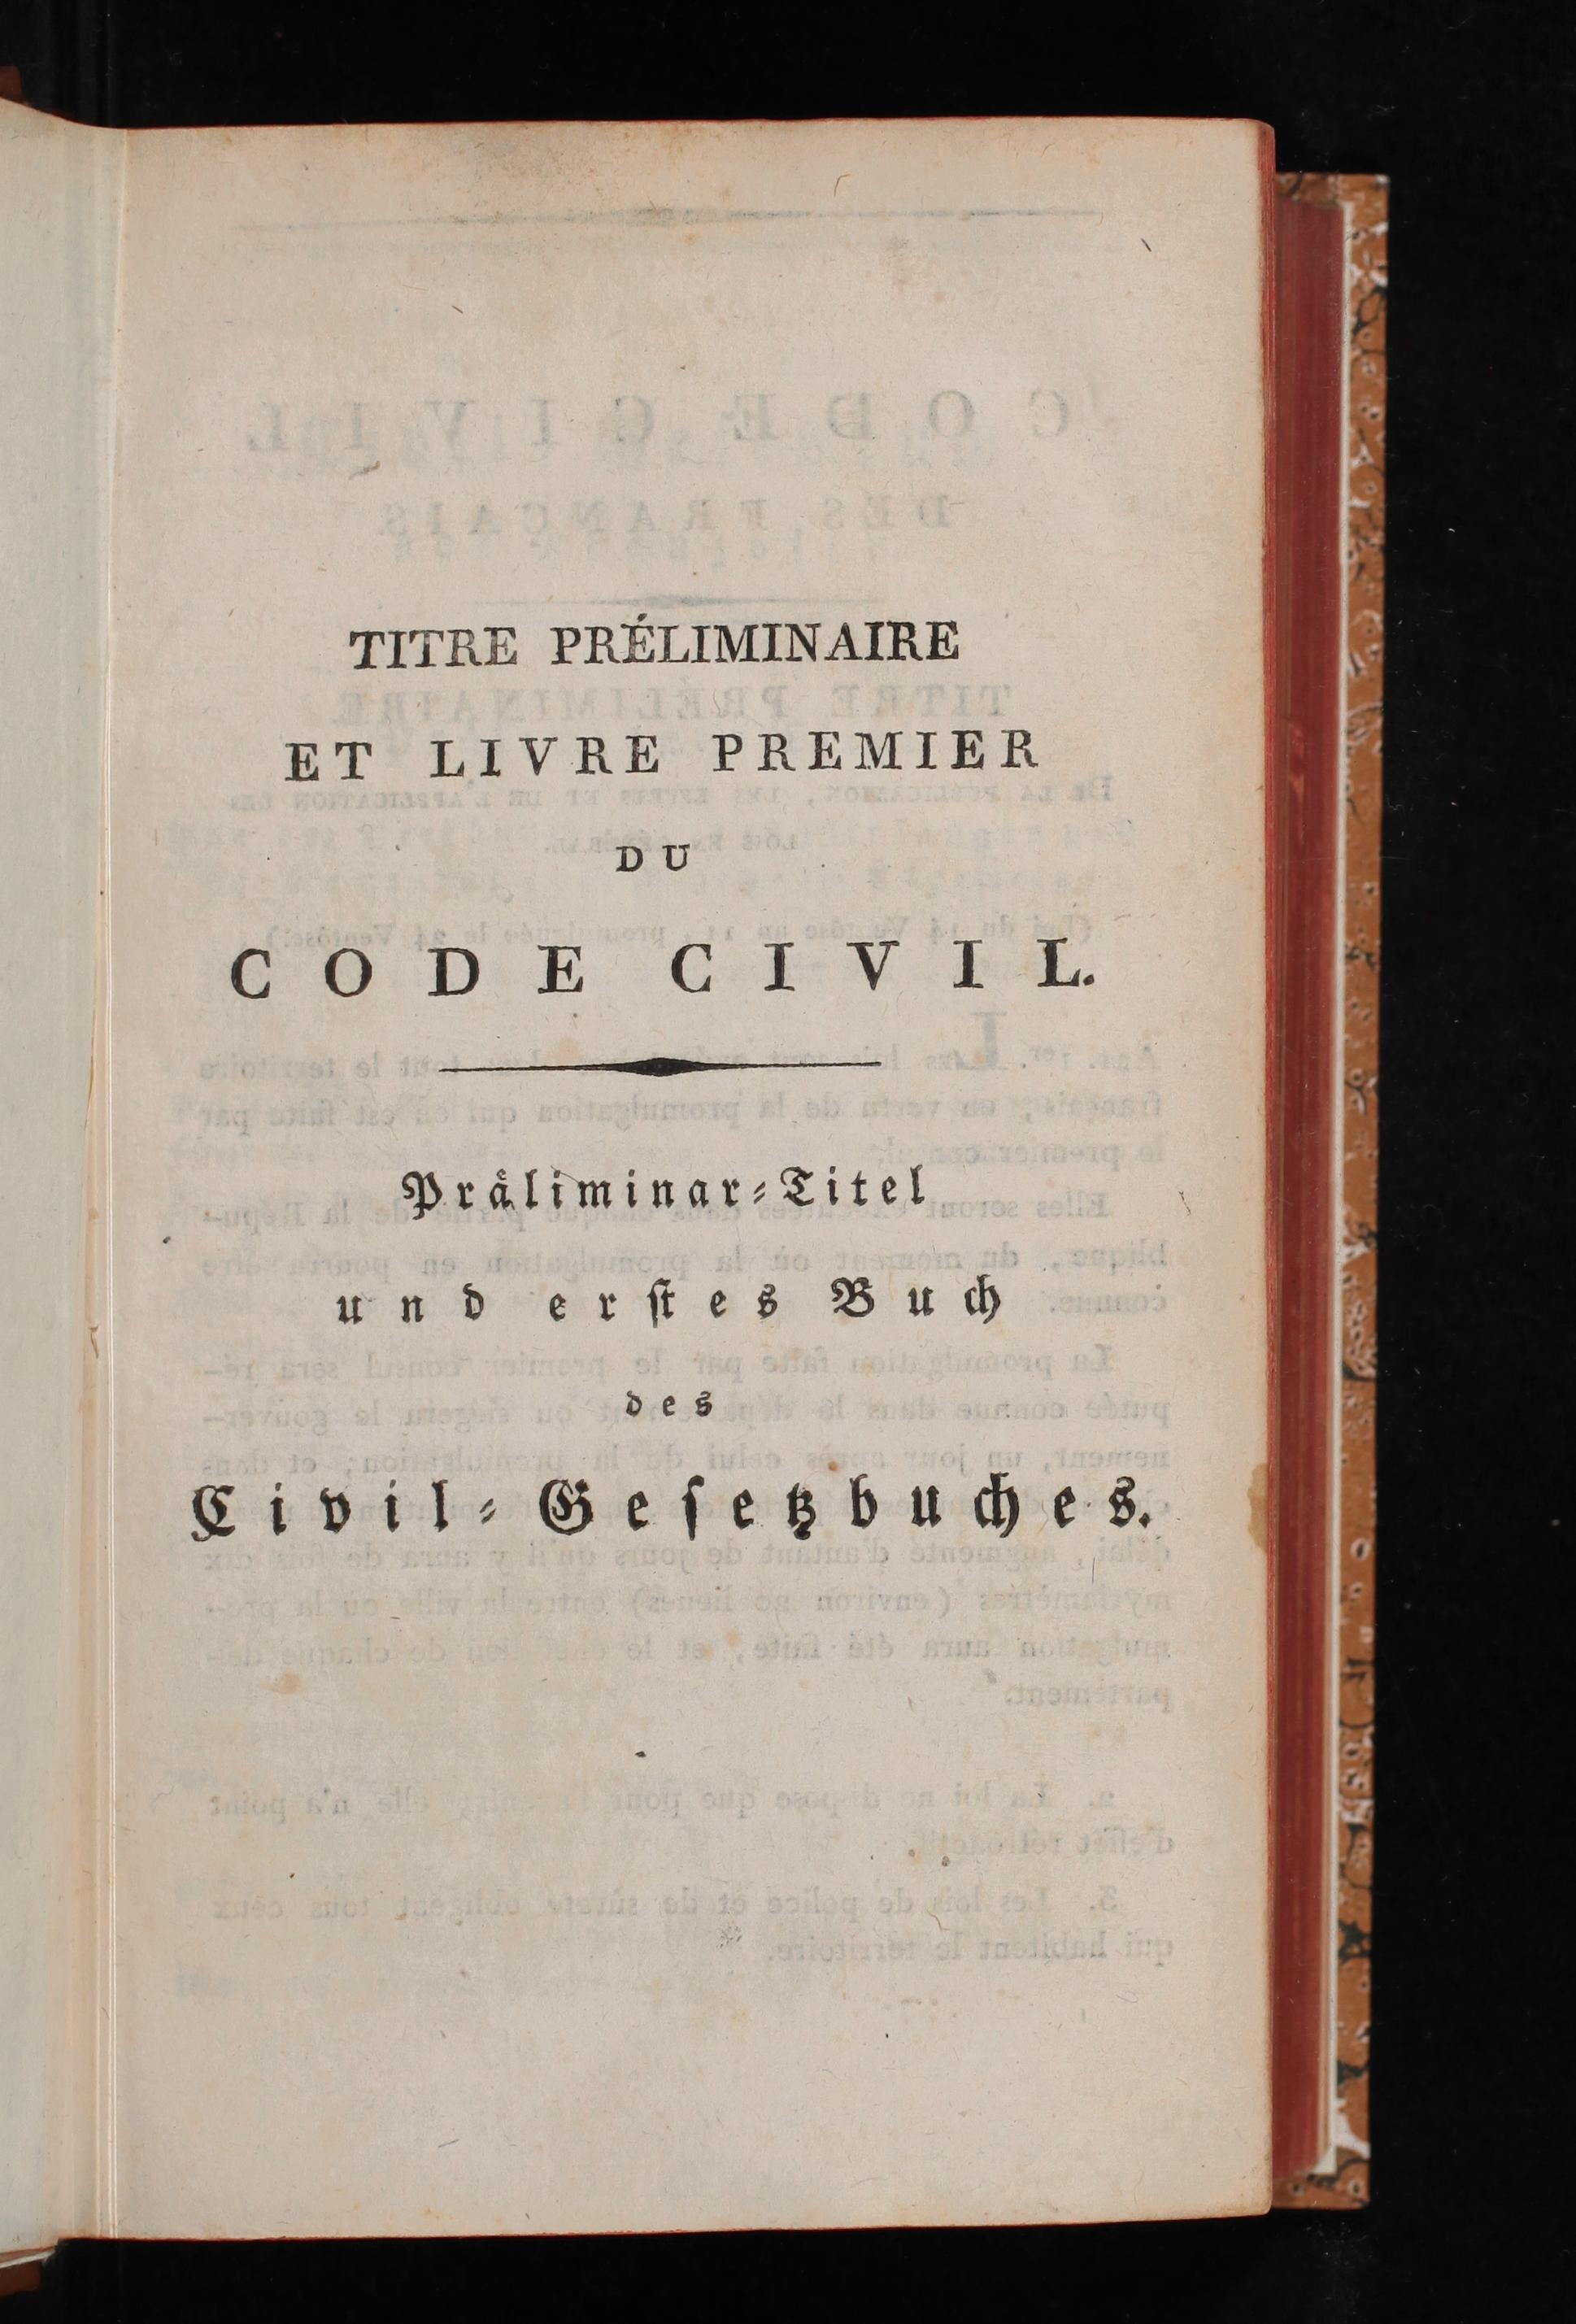 TITRE PRÉLIMINAIRE
ET LIVRE PREMIER
DU
CODE CIVIL.
Präliminar-Titel
und erstes Buch
des
Civil-Gesetzbuches.